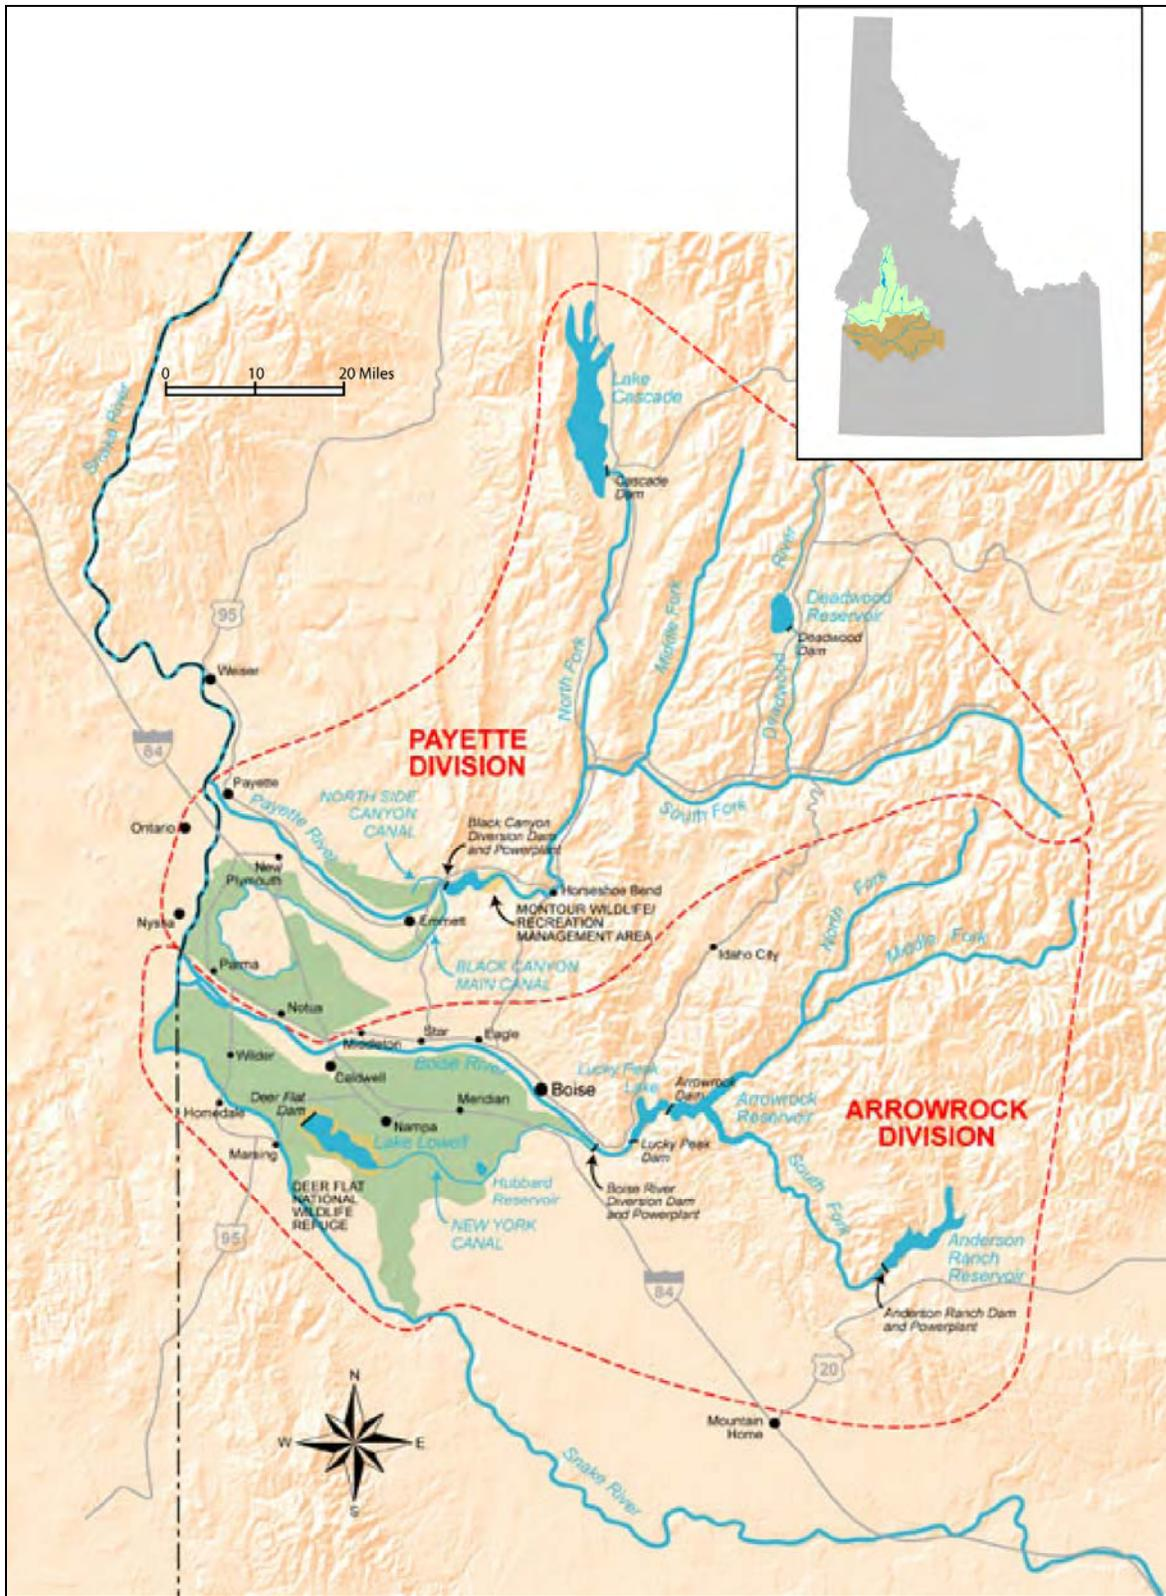 0 10 20 Miles
Snake River
Lake
Cascade
Cascade
Dam
River
Deadwood
Reservoir
Deadwood
Dam
Deadwood
Middle Fork
North Fork
95
Weiser
84
PAYETTE
DIVISION
Payette
Payette River
NORTH SIDE
CANYON
CANAL
Black Canyon
Diversion Dam
and Powerplant
South Fork
Ontario
New
Plymouth
Horseshoe Bend
MONTOUR WILDLIFE/
RECREATION
MANAGEMENT AREA
Nyssa
Emmett
BLACK CANYON
MAIN CANAL
North Fork
Middle Fork
Idaho City
Parma
Notus
Middleton
Star
Eagle
Wilder
Caldwell
Boise River
Boise
Lucky Peak
Lake
Arrowrock
Dam
Arrowrock
Reservoir
ARROWROCK
DIVISION
Homedale
Deer Flat
Dam
Meridian
Nampa
Lake Lowell
Marsing
Lucky Peak
Dam
DEER FLAT
NATIONAL
WILDLIFE
REFUGE
Hubbard
Reservoir
Boise River
Diversion Dam
and Powerplant
South Fork
NEW YORK
CANAL
95
Anderson
Ranch
Reservoir
84
Anderson Ranch Dam
and Powerplant
20
Mountain
Home
N
W E
S
Snake River